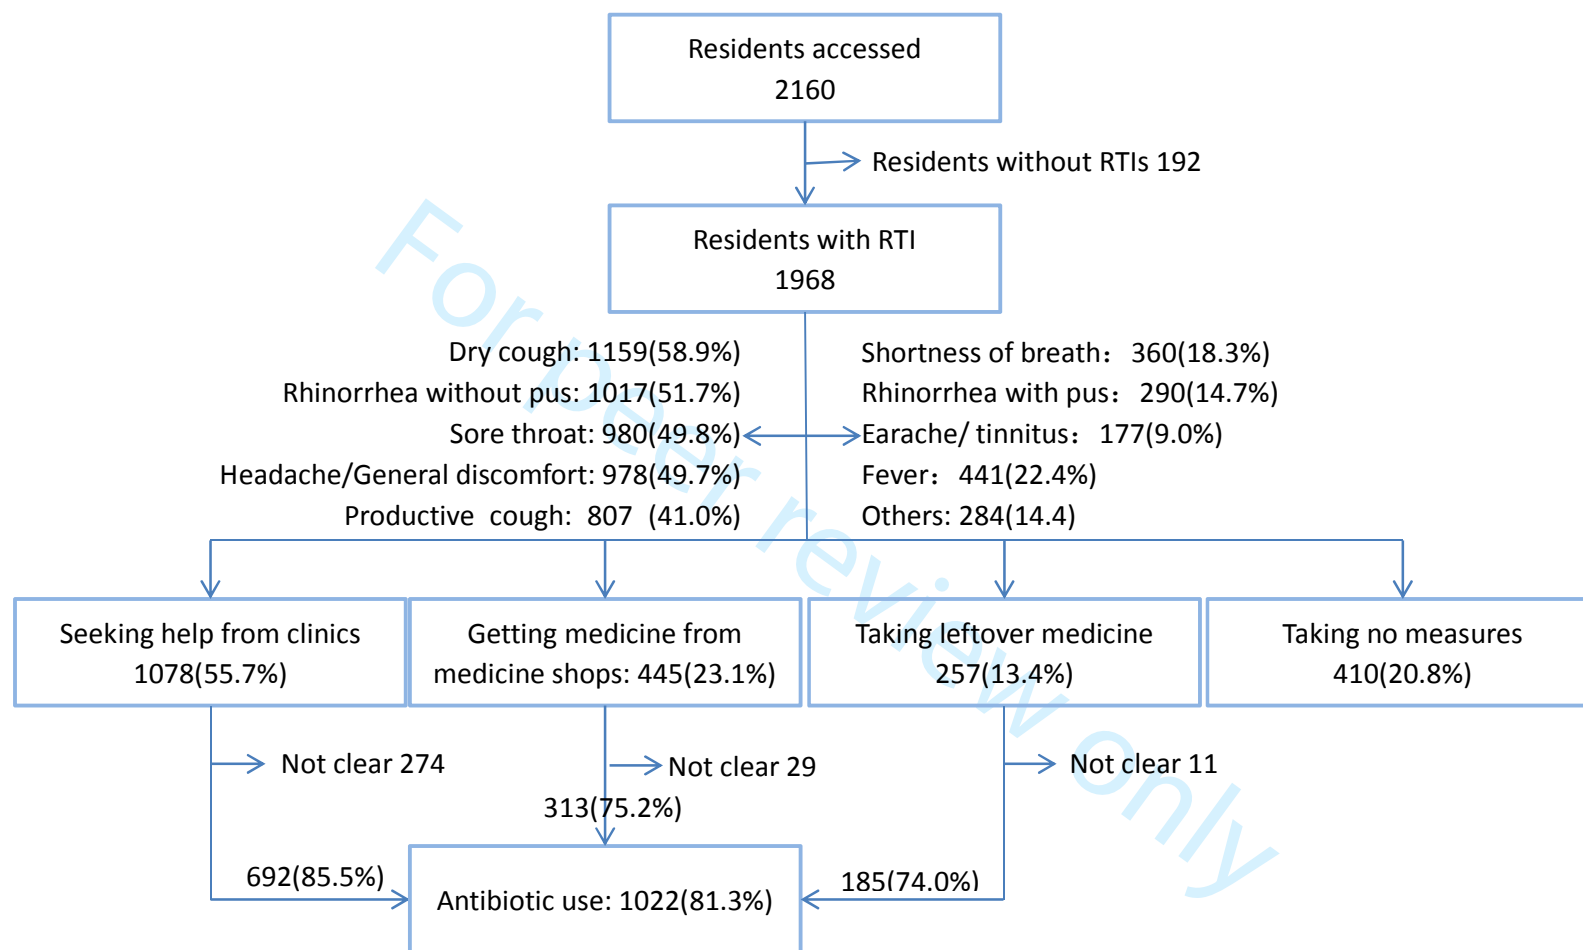 Residents accessed
2160
Residents without RTIs 192
Residents with RTI
1968
Dry cough: 1159(58.9%)
Rhinorrhea without pus: 1017(51.7%)
Sore throat: 980(49.8%)
Headache/General discomfort: 978(49.7%)
Productive  cough:  807  (41.0%)
Shortness of breath：  360(18.3%)
Rhinorrhea with pus：  290(14.7%)
Earache/ tinnitus：  177(9.0%)
Fever：  441(22.4%)
Others: 284(14.4)
Seeking help from clinics
1078(55.7%)
Getting medicine from
medicine shops: 445(23.1%)
Taking leftover medicine
257(13.4%)
Taking no measures
410(20.8%)
Not clear 274
Not clear 29
Not clear 11
313(75.2%)
692(85.5%)
185(74.0%)
Antibiotic use: 1022(81.3%)
For peer review only